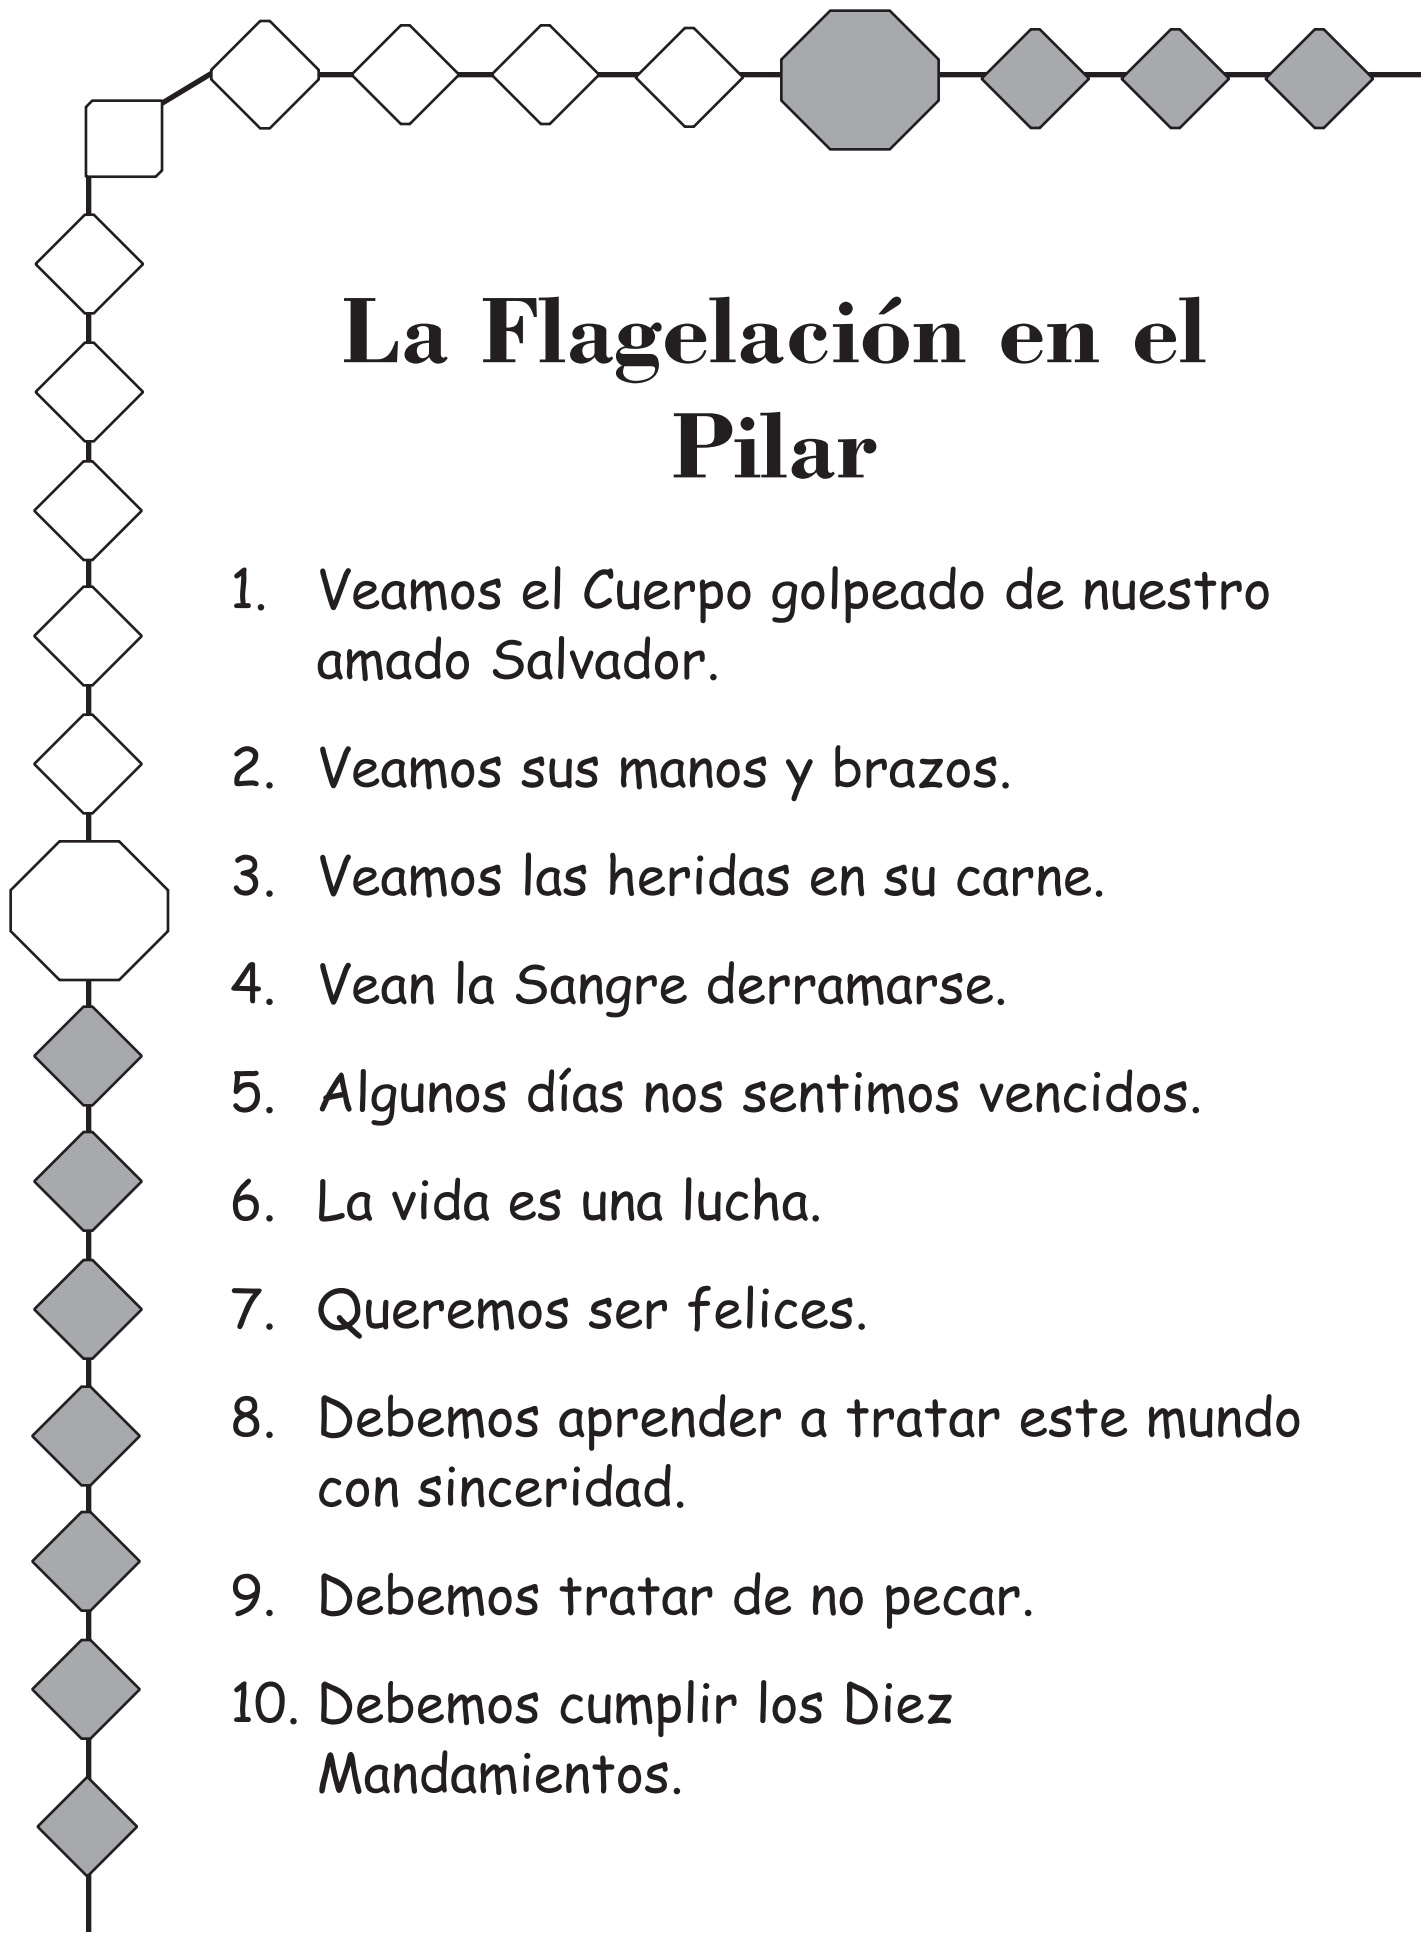 La Flagelación en el
Pilar
1. Veamos el Cuerpo golpeado de nuestro
amado Salvador.
2. Veamos sus manos y brazos.
3. Veamos las heridas en su carne.
4. Vean la Sangre derramarse.
5. Algunos días nos sentimos vencidos.
6. La vida es una lucha.
7. Queremos ser felices.
8. Debemos aprender a tratar este mundo
con sinceridad.
9. Debemos tratar de no pecar.
10. Debemos cumplir los Diez
Mandamientos.